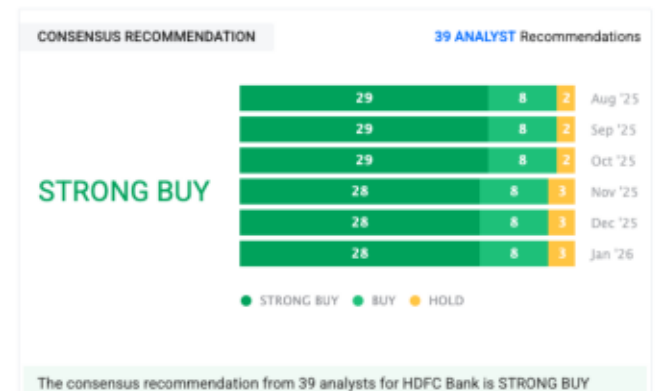 CONSENSUS RECOMMENDATION 39 ANALYST Recommendations
29 8 2 Aug '25
29 8 2 Sep '25
29 8 2 Oct '25
STRONG BUY 28 8 3 Nov '25
28 8 3 Dec '25
28 8 3 Jan '26
STRONG BUY BUY HOLD
The consensus recommendation from 39 analysts for HDFC Bank is STRONG BUY